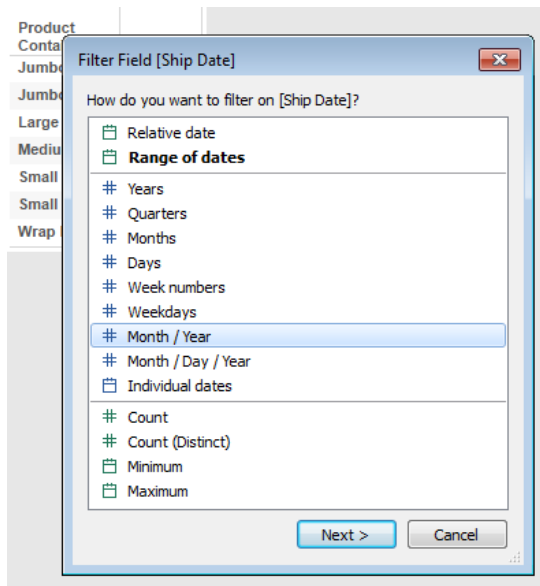 Product
Conta
Jumb
Jumb
Large
Mediu
Small
Small
Wrap
Filter Field [Ship Date]
How do you want to filter on [Ship Date]?
Relative date
Range of dates
# Years
# Quarters
# Months
# Days
# Week numbers
# Weekdays
# Month / Year
# Month / Day / Year
Individual dates
# Count
# Count (Distinct)
Minimum
Maximum
Next >
Cancel